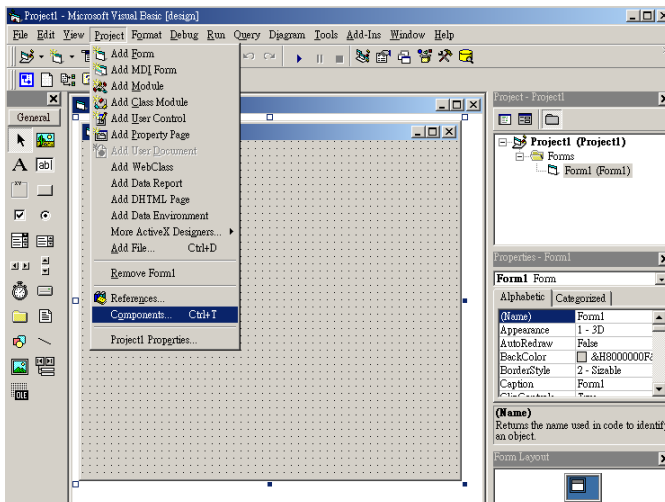 Project1 - Microsoft Visual Basic [design]
File Edit View Project Format Debug Run Query Diagram Tools Add-Ins Window Help
Add Form
Add MDI Form
Add Module
Add Class Module
Add User Control
Add Property Page
Add User Document
Add WebClass
Add Data Report
Add DHTML Page
Add Data Environment
More ActiveX Designers...
Add File... Ctrl+D
Remove Form1
References...
Components... Ctrl+T
Project1 Properties...
General
A
ab
xv
OLE
Project - Project1
Project1 (Project1)
Forms
Form1 (Form1)
Properties - Form1
Form1 Form
Alphabetic Categorized
(Name) Form1
Appearance 1 - 3D
AutoRedraw False
BackColor &H8000000F&
BorderStyle 2 - Sizable
Caption Form1
(Name)
Returns the name used in code to identify
an object.
Form Layout